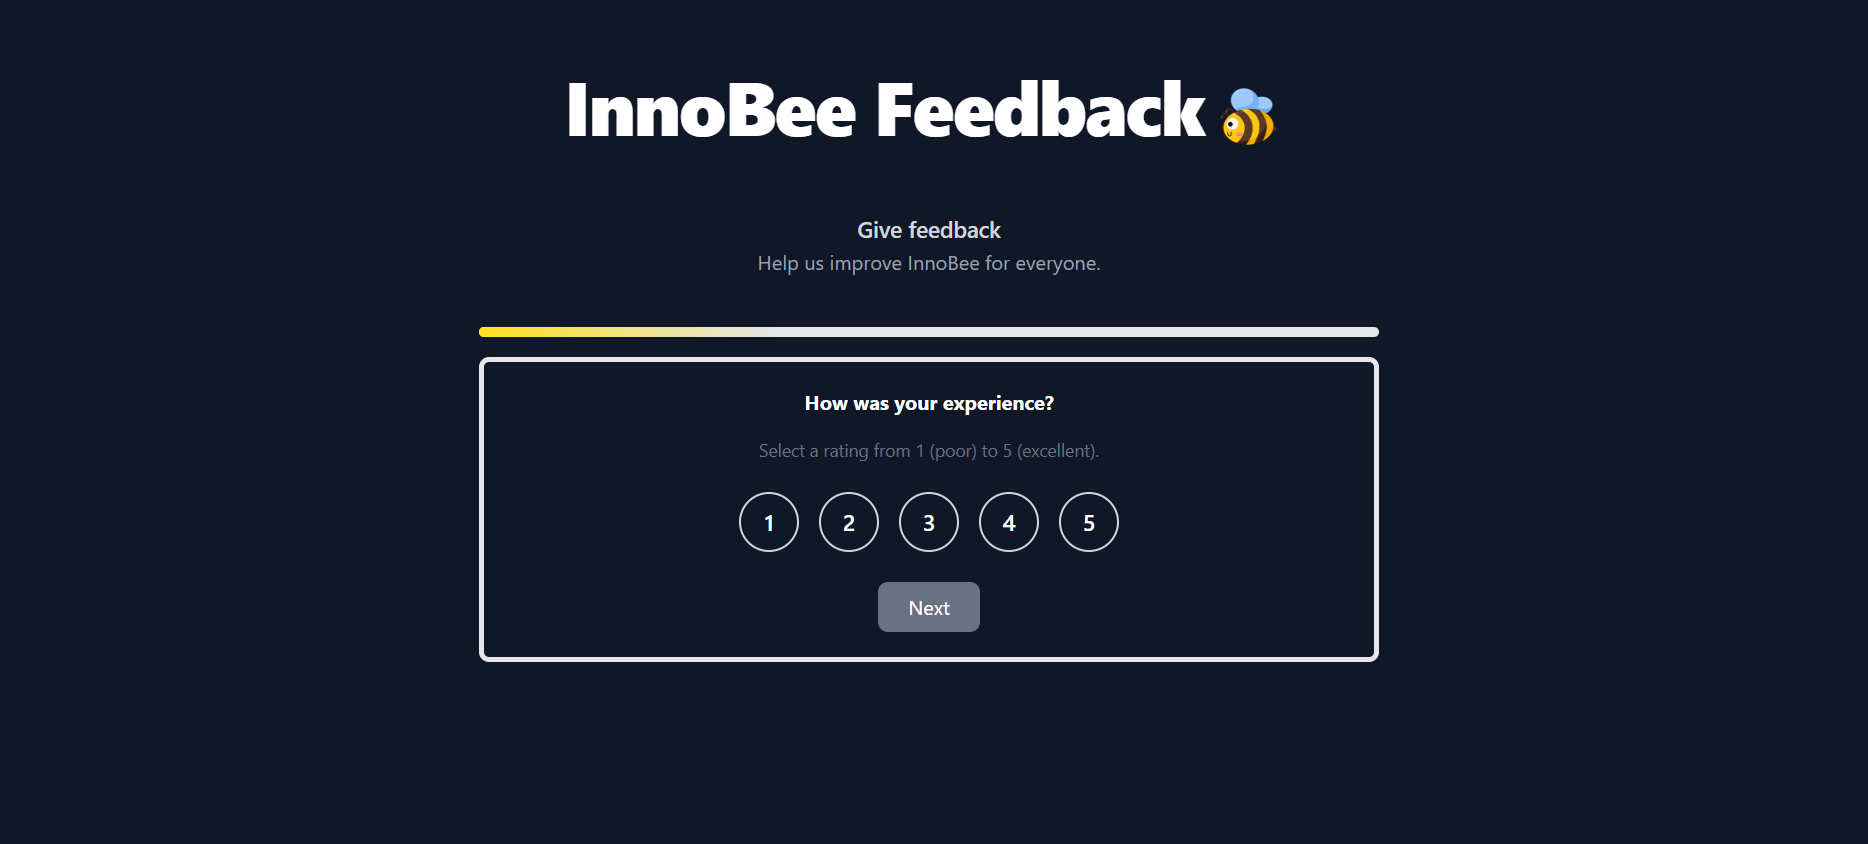 InnoBee Feedback 🐝
Give feedback
Help us improve InnoBee for everyone.
How was your experience?
Select a rating from 1 (poor) to 5 (excellent).
1 2 3 4 5
Next